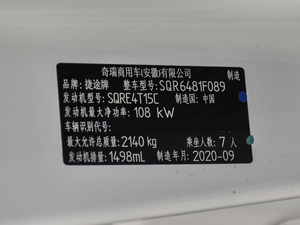 奇瑞商用车(安徽)有限公司 制造
品牌：捷途牌 整车型号：SQR6481F089
发动机型号：SQRE4T15C 制造国：中国
发动机最大净功率：108 kW
车辆识别代号：
最大允许总质量：2140 kg 乘坐人数：7 人
发动机排量：1498mL 制造年月：2020-09